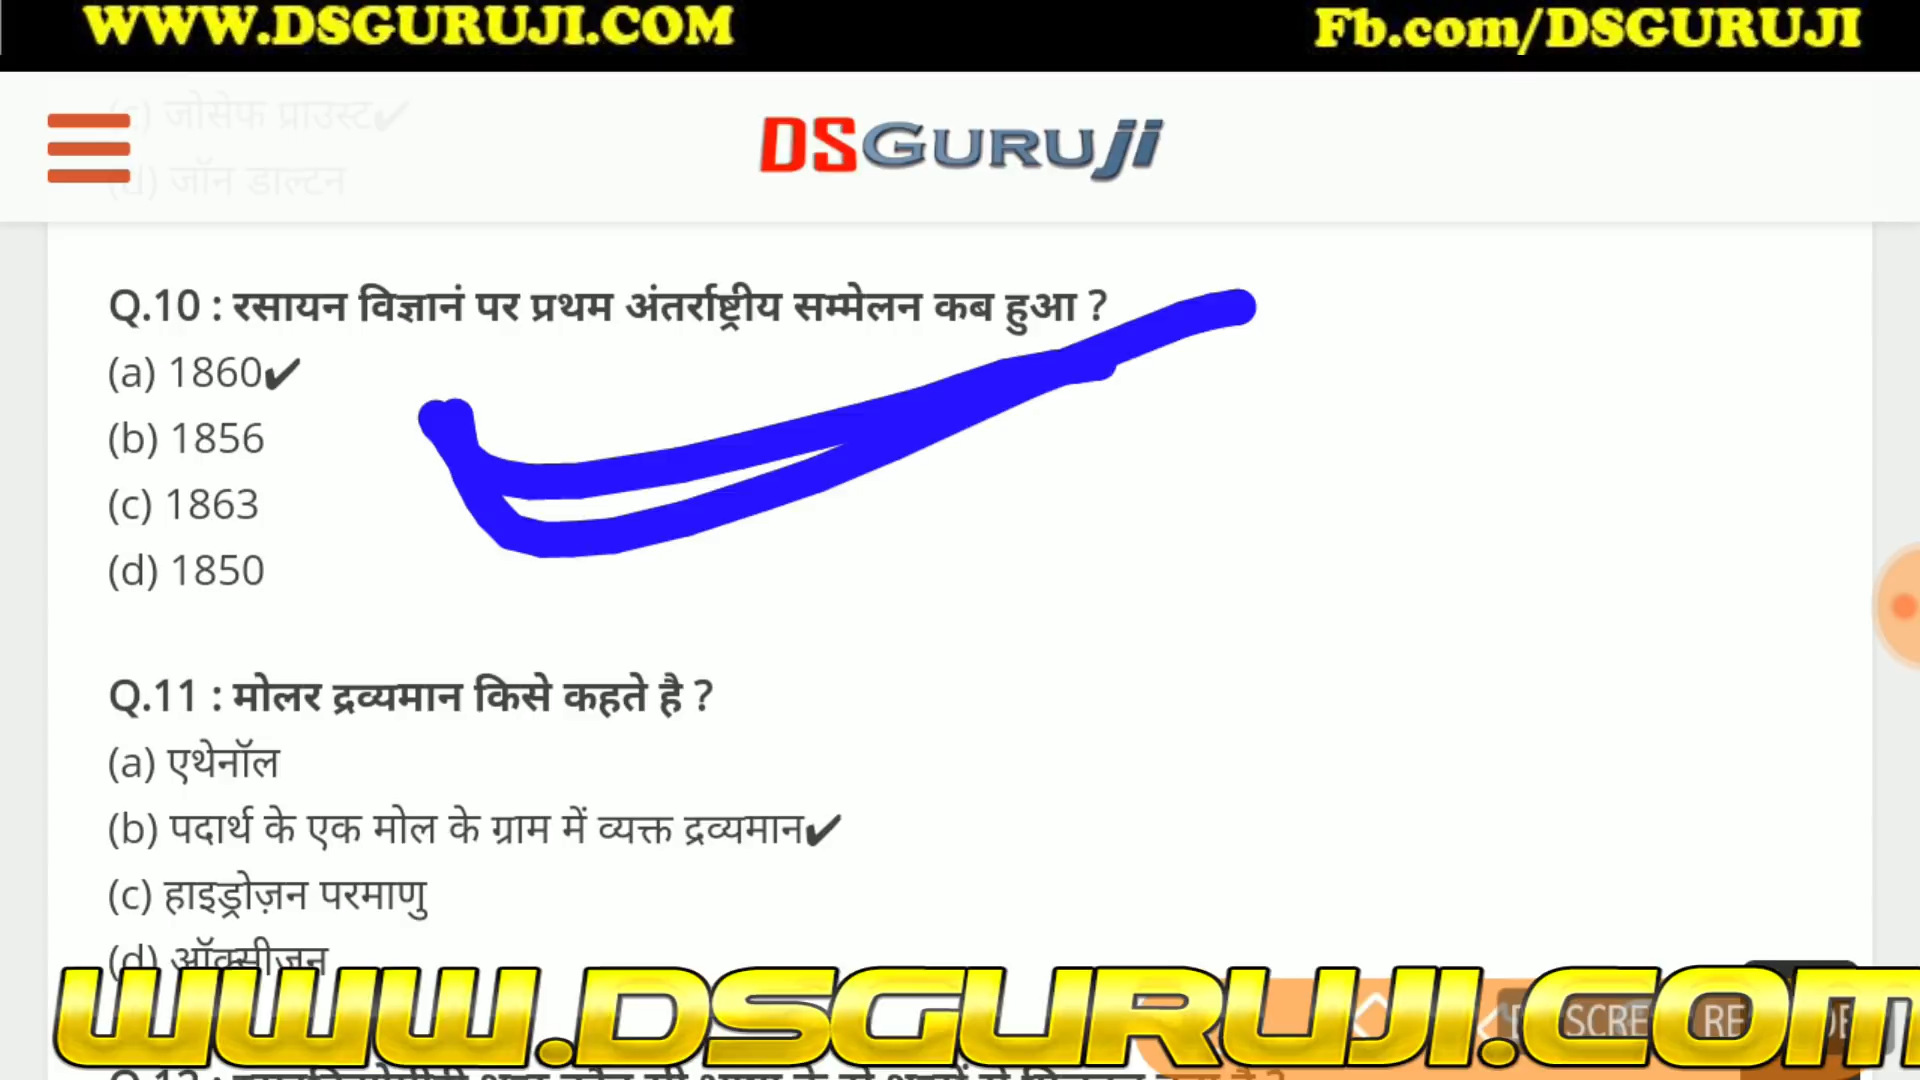 WWW.DSGURUJI.COM
Fb.com/DSGURUJI
(c) जोसेफ प्राउस्ट✔
DSGuruji
(d) जॉन डाल्टन
Q.10 : रसायन विज्ञानं पर प्रथम अंतर्राष्ट्रीय सम्मेलन कब हुआ ?
(a) 1860✔
(b) 1856
(c) 1863
(d) 1850
Q.11 : मोलर द्रव्यमान किसे कहते है ?
(a) एथेनॉल
(b) पदार्थ के एक मोल के ग्राम में व्यक्त द्रव्यमान✔
(c) हाइड्रोज़न परमाणु
(d) ऑक्सीजन
WWW.DSGURUJI.COM